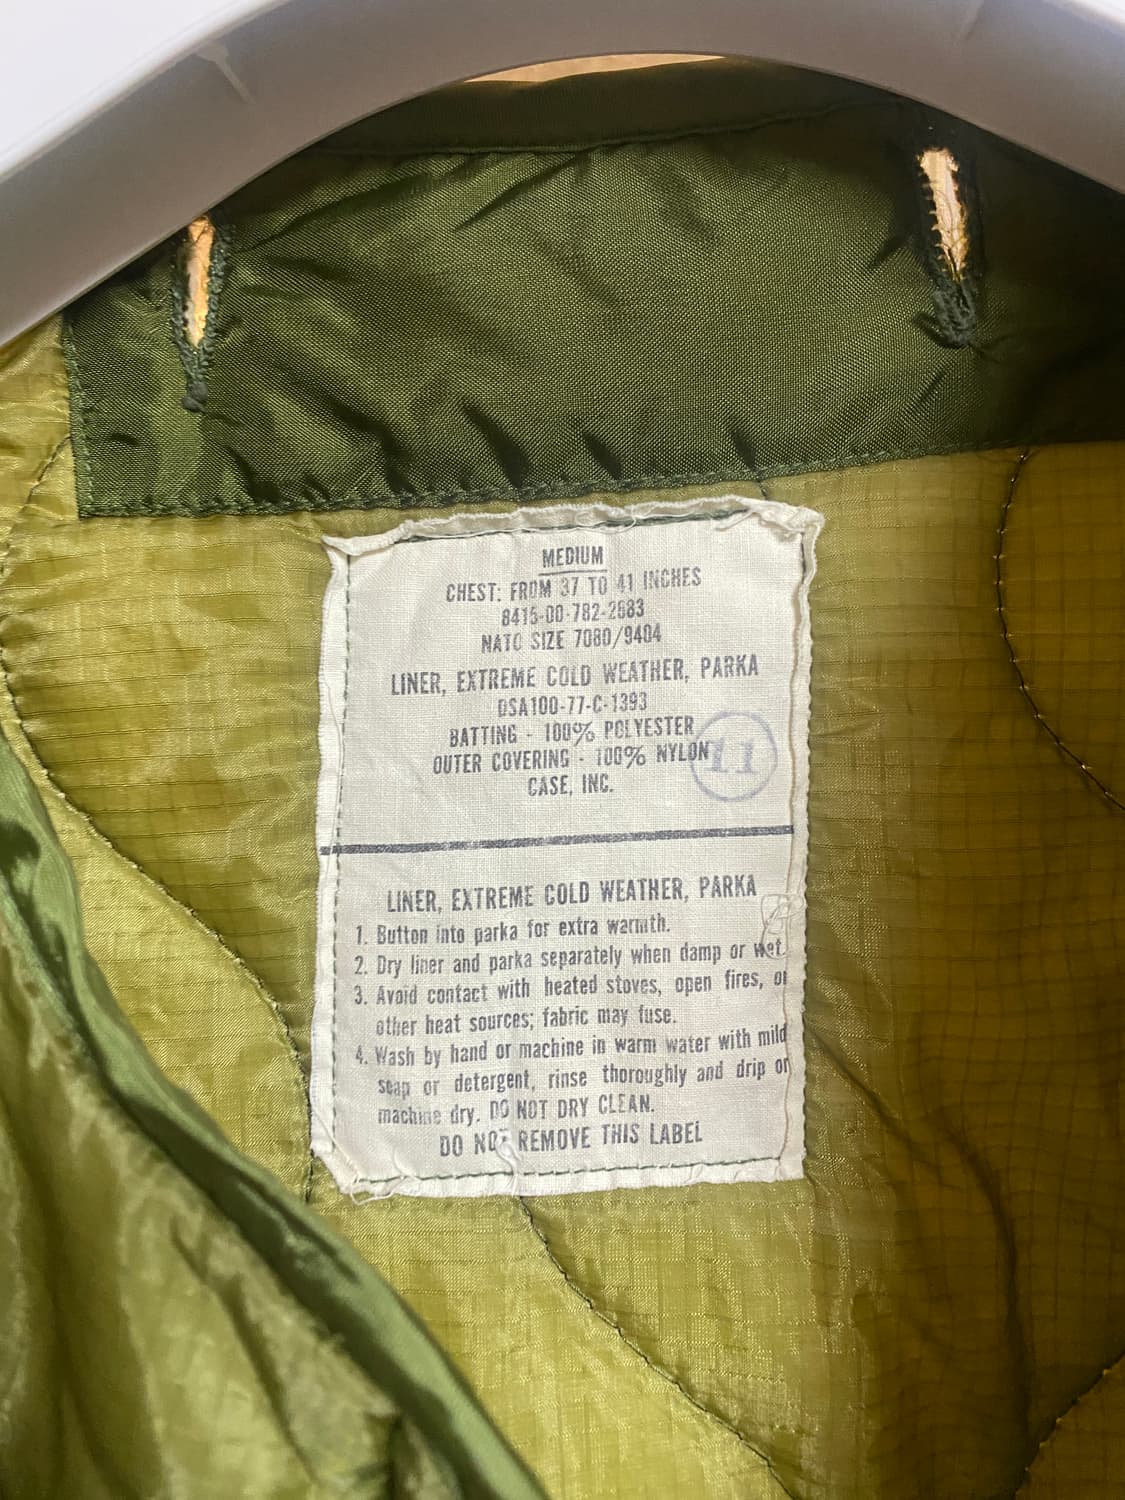 MEDIUM
CHEST: FROM 37 TO 41 INCHES
8415-00-782-2883
NATO SIZE 7080/9404
LINER, EXTREME COLD WEATHER, PARKA
DSA100-77-C-1393
BATTING - 100% POLYESTER
OUTER COVERING - 100% NYLON
11
CASE, INC.
LINER, EXTREME COLD WEATHER, PARKA
1. Button into parka for extra warmth.
2. Dry liner and parka separately when damp or wet.
3. Avoid contact with heated stoves, open fires, or
other heat sources; fabric may fuse.
4. Wash by hand or machine in warm water with mild
soap or detergent, rinse thoroughly and drip or
machine dry. DO NOT DRY CLEAN.
DO NOT REMOVE THIS LABEL